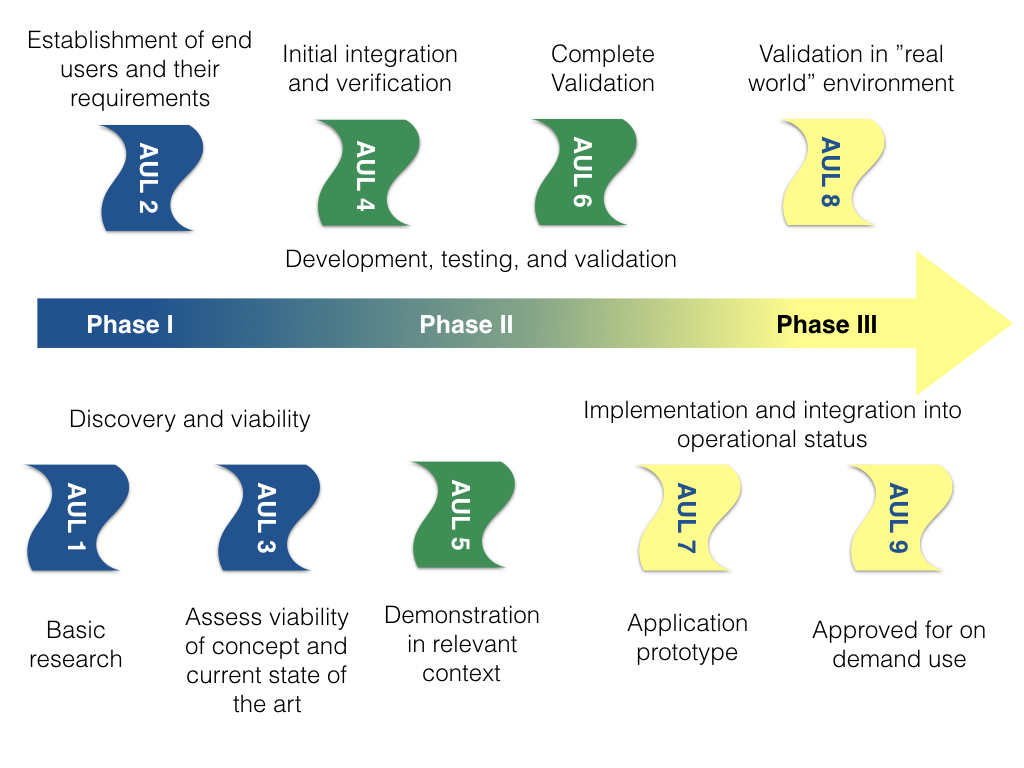 Establishment of end
users and their
requirements
Initial integration
and verification
Complete
Validation
Validation in ”real
world” environment
AUL 2
AUL 4
AUL 6
AUL 8
Development, testing, and validation
Phase I
Phase II
Phase III
Discovery and viability
Implementation and integration into
operational status
AUL 1
AUL 3
AUL 5
AUL 7
AUL 9
Basic
research
Assess viability
of concept and
current state of
the art
Demonstration
in relevant
context
Application
prototype
Approved for on
demand use